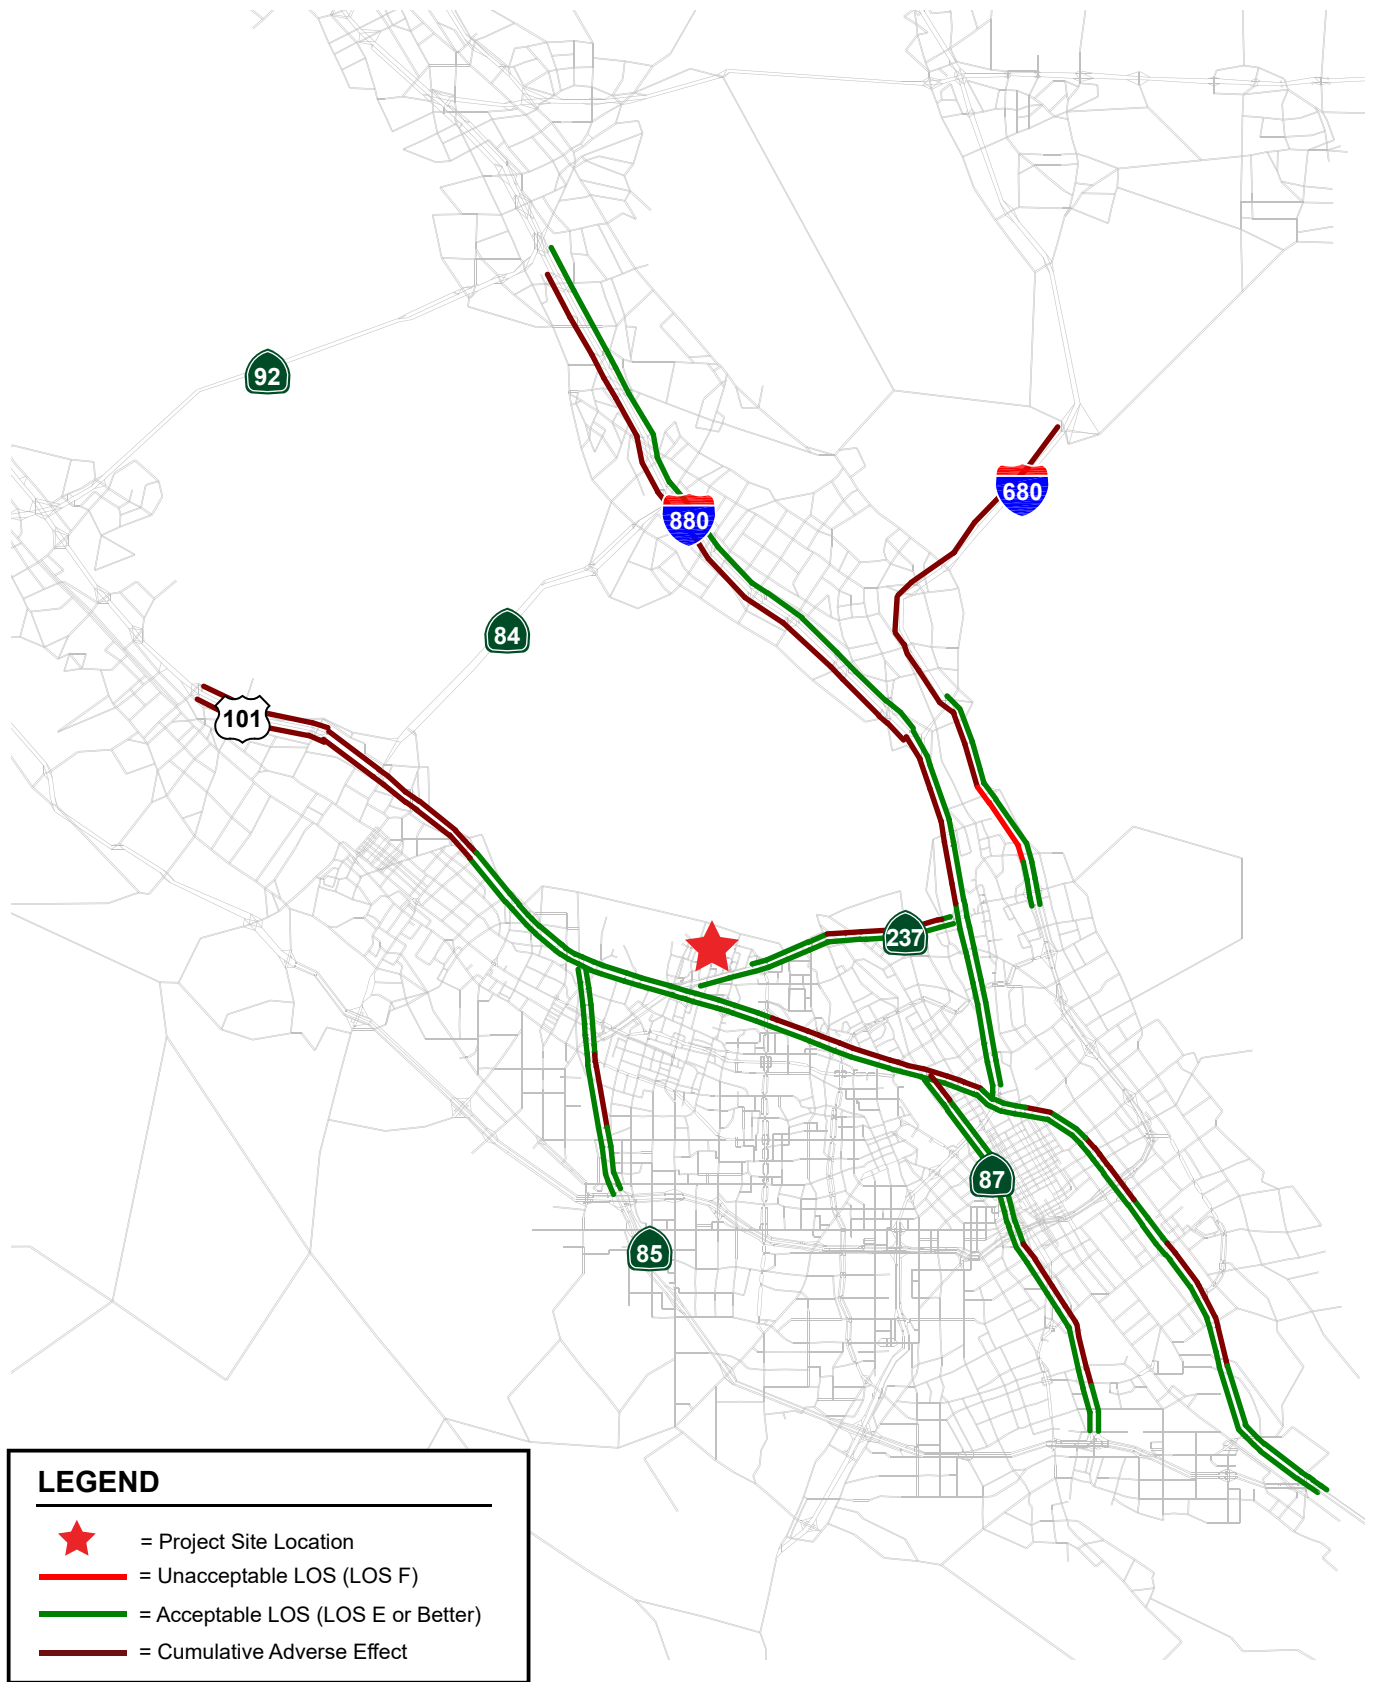 92
680
880
84
101
237
87
85
LEGEND
= Project Site Location
= Unacceptable LOS (LOS F)
= Acceptable LOS (LOS E or Better)
= Cumulative Adverse Effect